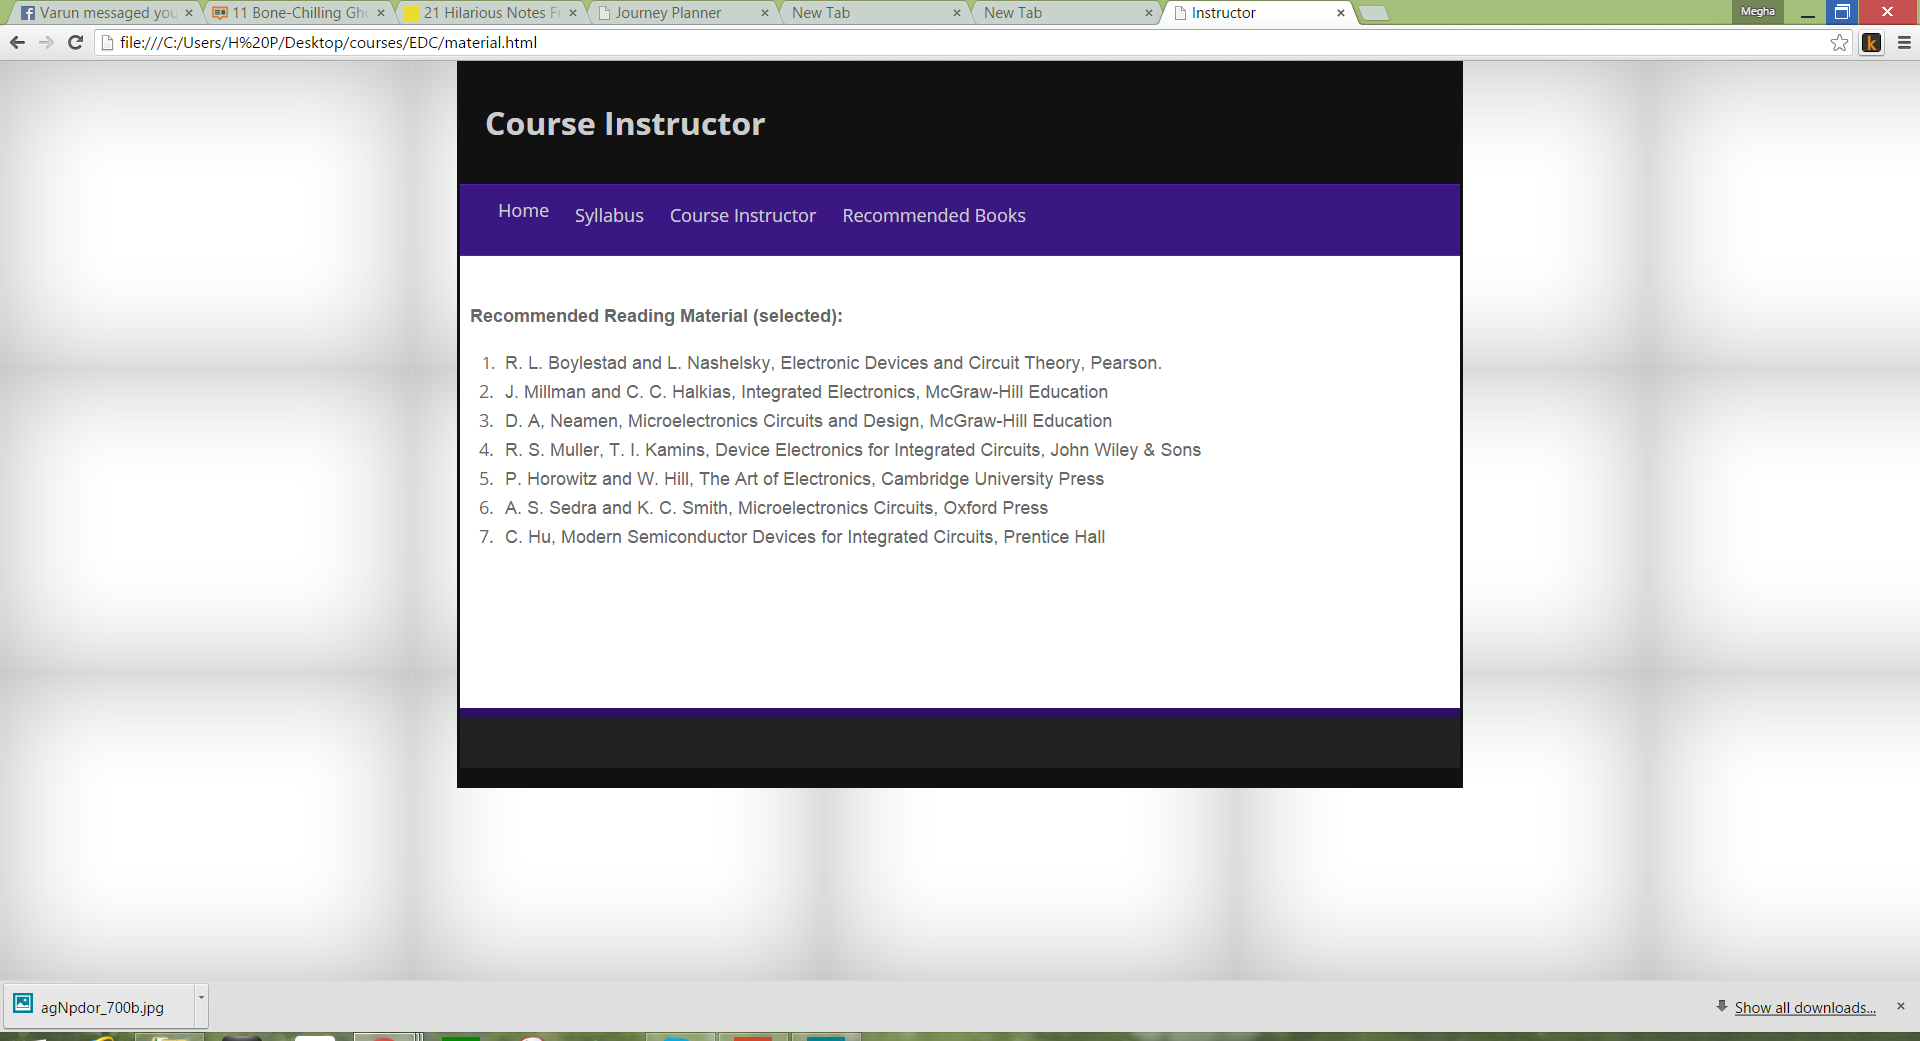 Varun messaged you
11 Bone-Chilling Gho
21 Hilarious Notes Fr
Journey Planner
New Tab
New Tab
Instructor
Megha
file:///C:/Users/H%20P/Desktop/courses/EDC/material.html
k
Course Instructor
Home
Syllabus
Course Instructor
Recommended Books
Recommended Reading Material (selected):
1. R. L. Boylestad and L. Nashelsky, Electronic Devices and Circuit Theory, Pearson.
2. J. Millman and C. C. Halkias, Integrated Electronics, McGraw-Hill Education
3. D. A, Neamen, Microelectronics Circuits and Design, McGraw-Hill Education
4. R. S. Muller, T. I. Kamins, Device Electronics for Integrated Circuits, John Wiley & Sons
5. P. Horowitz and W. Hill, The Art of Electronics, Cambridge University Press
6. A. S. Sedra and K. C. Smith, Microelectronics Circuits, Oxford Press
7. C. Hu, Modern Semiconductor Devices for Integrated Circuits, Prentice Hall
agNpdor_700b.jpg
Show all downloads...